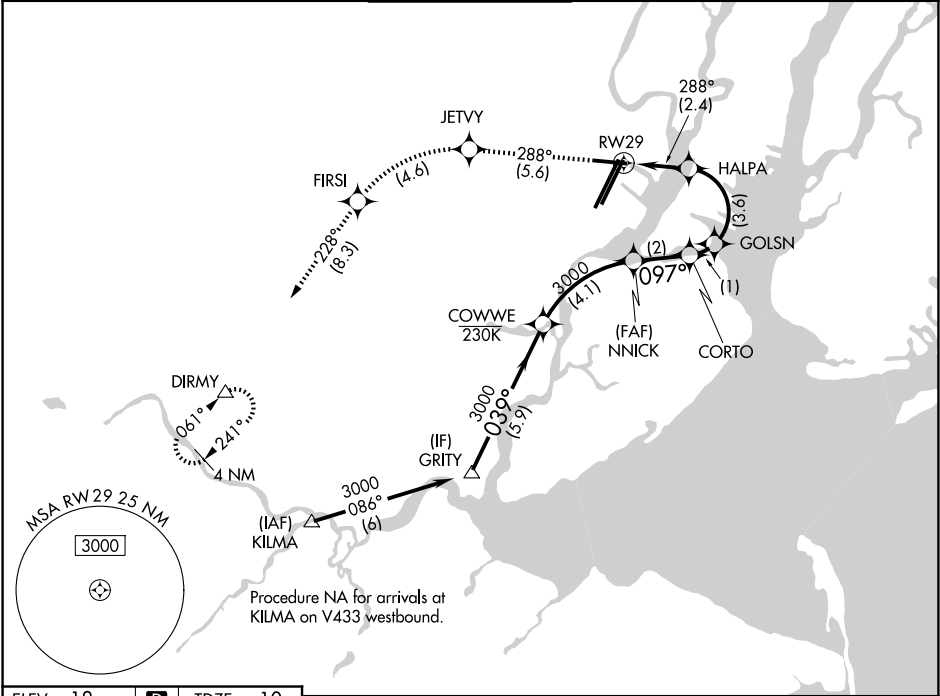 288°
(2.4)
JETVY
RW29
288°
(5.6)
HALPA
(4.6)
FIRSI
(3.6)
228°
(8.3)
GOLSN
(2)
097°
(1)
3000
(4.1)
COWWE
230K
(FAF)
NNICK
CORTO
DIRMY
061°
241°
4 NM
3000
039°
(5.9)
(IF)
GRITY
3000
086°
(6)
(IAF)
KILMA
MSA RW29 25 NM
3000
Procedure NA for arrivals at
KILMA on V433 westbound.